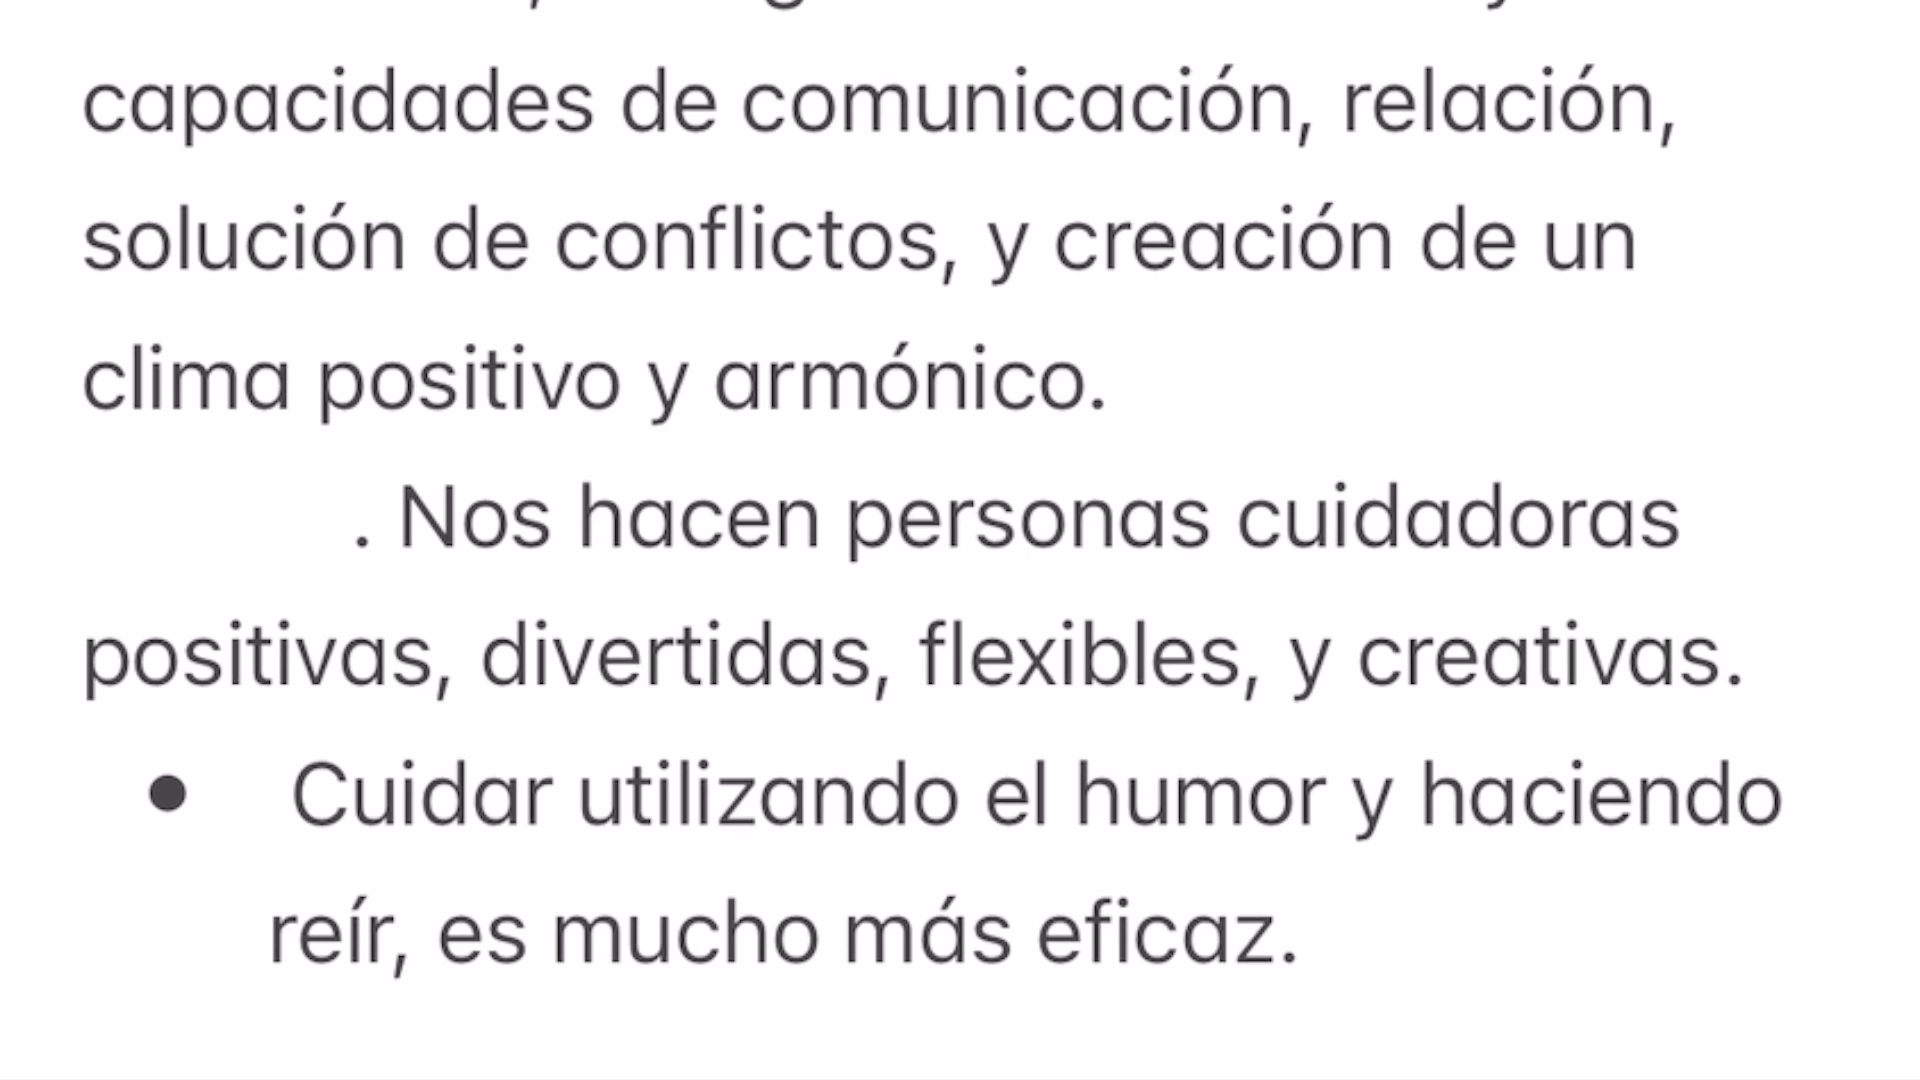 capacidades de comunicación, relación,
solución de conflictos, y creación de un
clima positivo y armónico.
. Nos hacen personas cuidadoras
positivas, divertidas, flexibles, y creativas.
● Cuidar utilizando el humor y haciendo
reír, es mucho más eficaz.